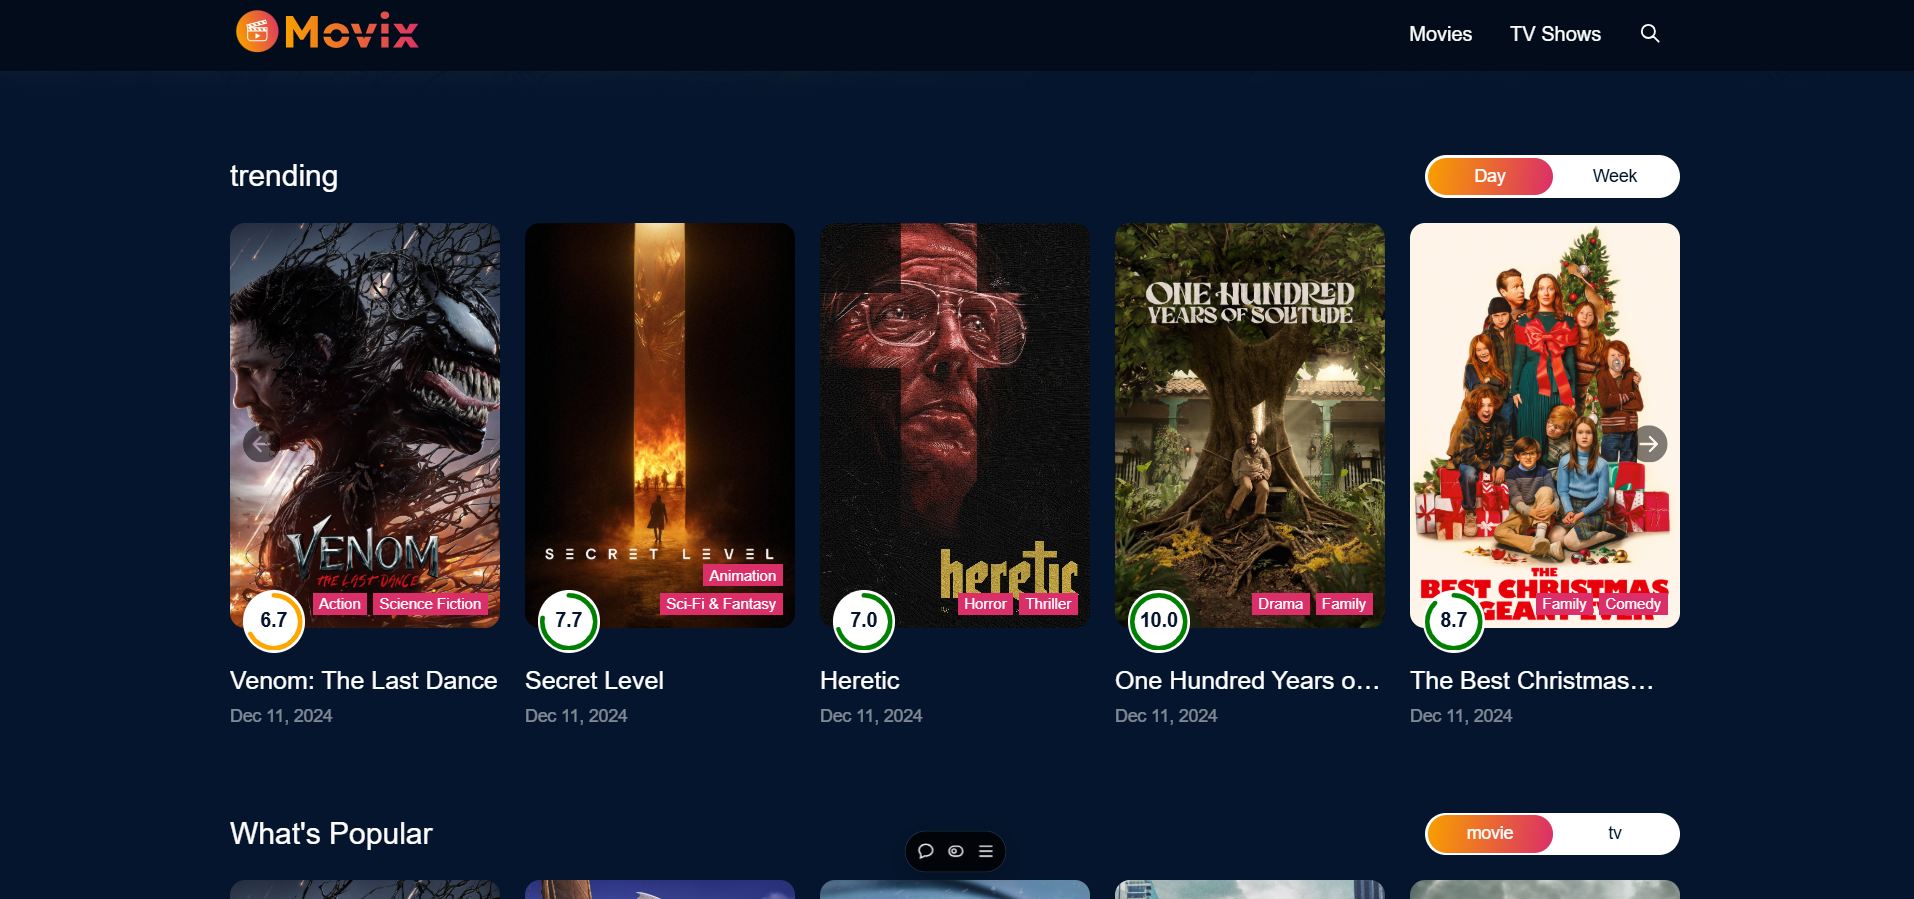 Movix
Movies TV Shows
trending
Day Week
VENOM
THE LAST DANCE
Action Science Fiction
6.7
Venom: The Last Dance
Dec 11, 2024
SECRET LEVEL
Animation
Sci-Fi & Fantasy
7.7
Secret Level
Dec 11, 2024
heretic
Horror Thriller
7.0
Heretic
Dec 11, 2024
ONE HUNDRED
YEARS OF SOLITUDE
Drama Family
10.0
One Hundred Years o...
Dec 11, 2024
THE
BEST CHRISTMAS
GEANT EVER
Family Comedy
8.7
The Best Christmas...
Dec 11, 2024
What's Popular
movie tv